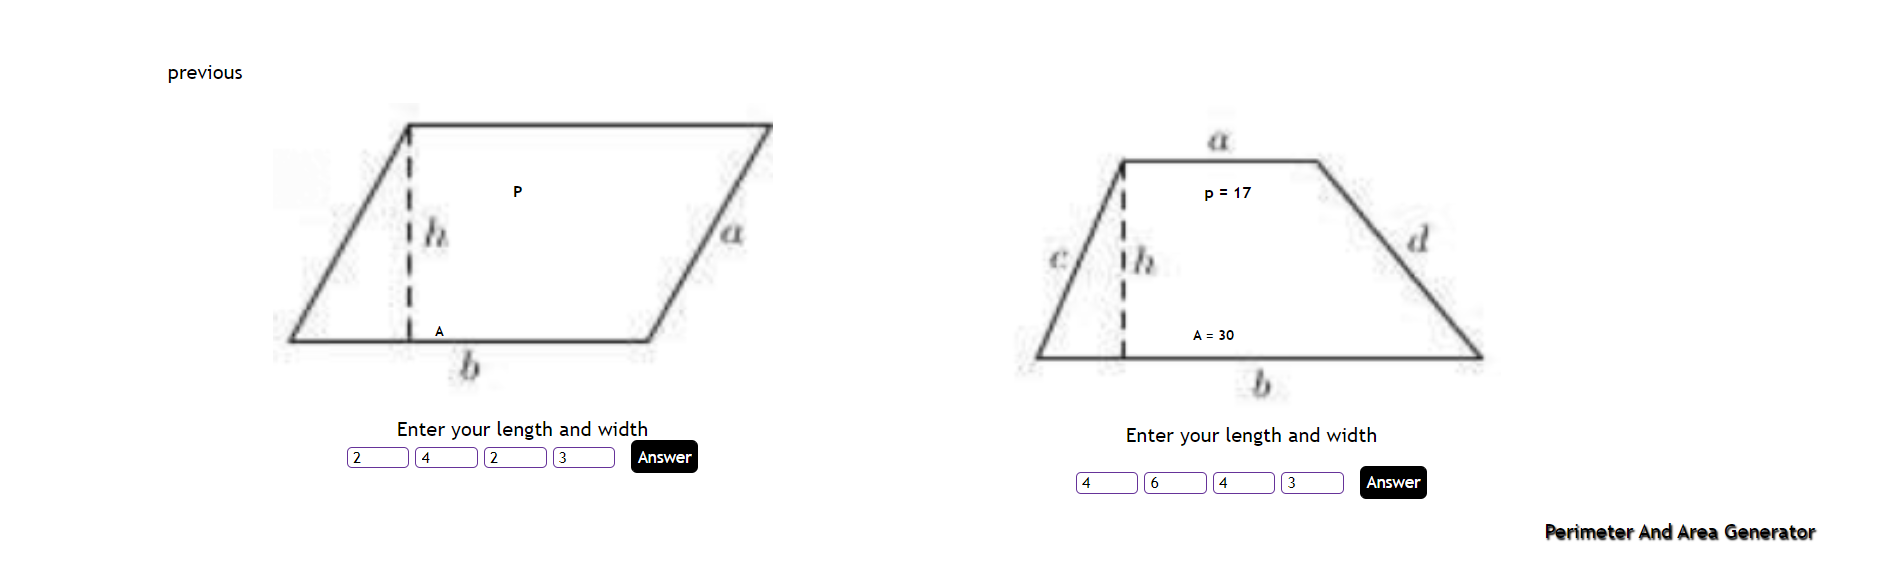 previous
P
h
a
A
b
Enter your length and width
2 4 2 3 Answer
a
p = 17
c
h
d
A = 30
b
Enter your length and width
4 6 4 3 Answer
Perimeter And Area Generator